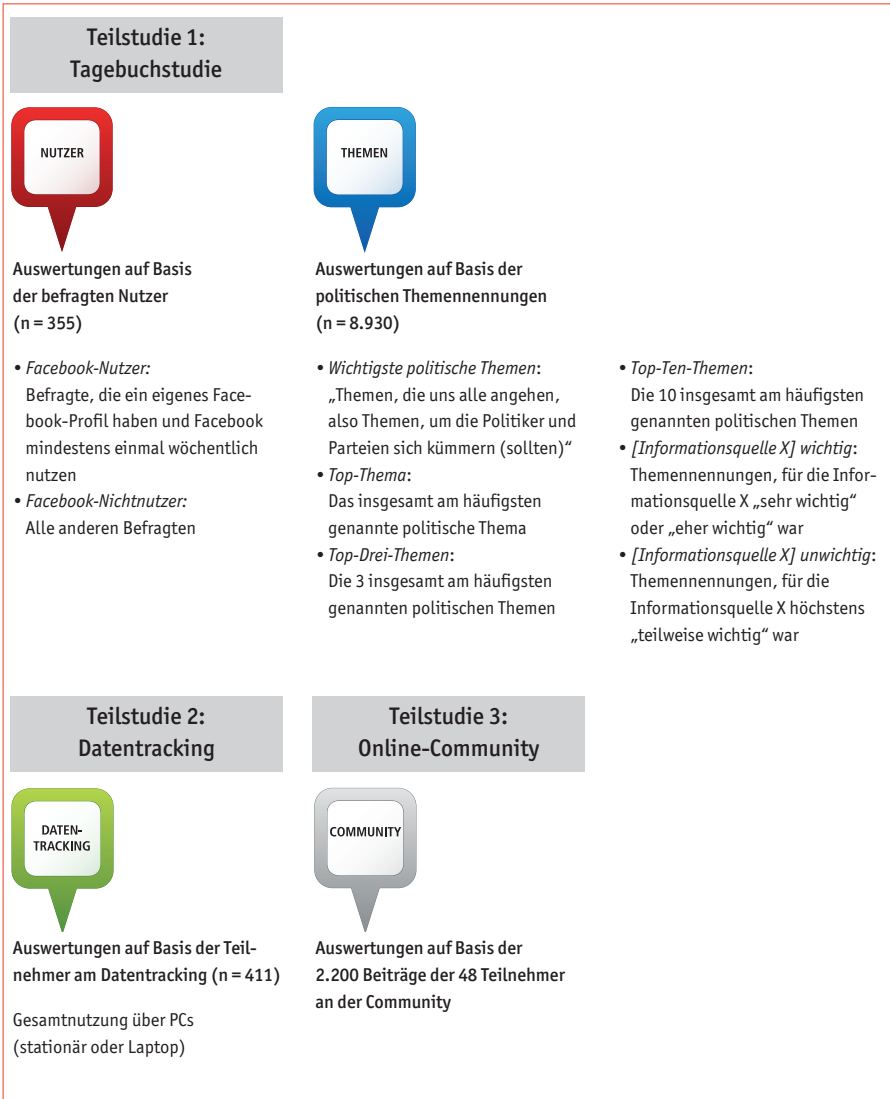 Teilstudie 1:
Tagebuchstudie
NUTZER
Auswertungen auf Basis
der befragten Nutzer
(n = 355)
• Facebook-Nutzer:
Befragte, die ein eigenes Face-
book-Profil haben und Facebook
mindestens einmal wöchentlich
nutzen
• Facebook-Nichtnutzer:
Alle anderen Befragten
THEMEN
Auswertungen auf Basis der
politischen Themennennungen
(n = 8.930)
• Wichtigste politische Themen:
„Themen, die uns alle angehen,
also Themen, um die Politiker und
Parteien sich kümmern (sollten)“
• Top-Thema:
Das insgesamt am häufigsten
genannte politische Thema
• Top-Drei-Themen:
Die 3 insgesamt am häufigsten
genannten politischen Themen
• Top-Ten-Themen:
Die 10 insgesamt am häufigsten
genannten politischen Themen
• [Informationsquelle X] wichtig:
Themennennungen, für die Infor-
mationsquelle X „sehr wichtig“
oder „eher wichtig“ war
• [Informationsquelle X] unwichtig:
Themennennungen, für die
Informationsquelle X höchstens
„teilweise wichtig“ war
Teilstudie 2:
Datentracking
DATEN-
TRACKING
Auswertungen auf Basis der Teil-
nehmer am Datentracking (n = 411)
Gesamtnutzung über PCs
(stationär oder Laptop)
Teilstudie 3:
Online-Community
COMMUNITY
Auswertungen auf Basis der
2.200 Beiträge der 48 Teilnehmer
an der Community